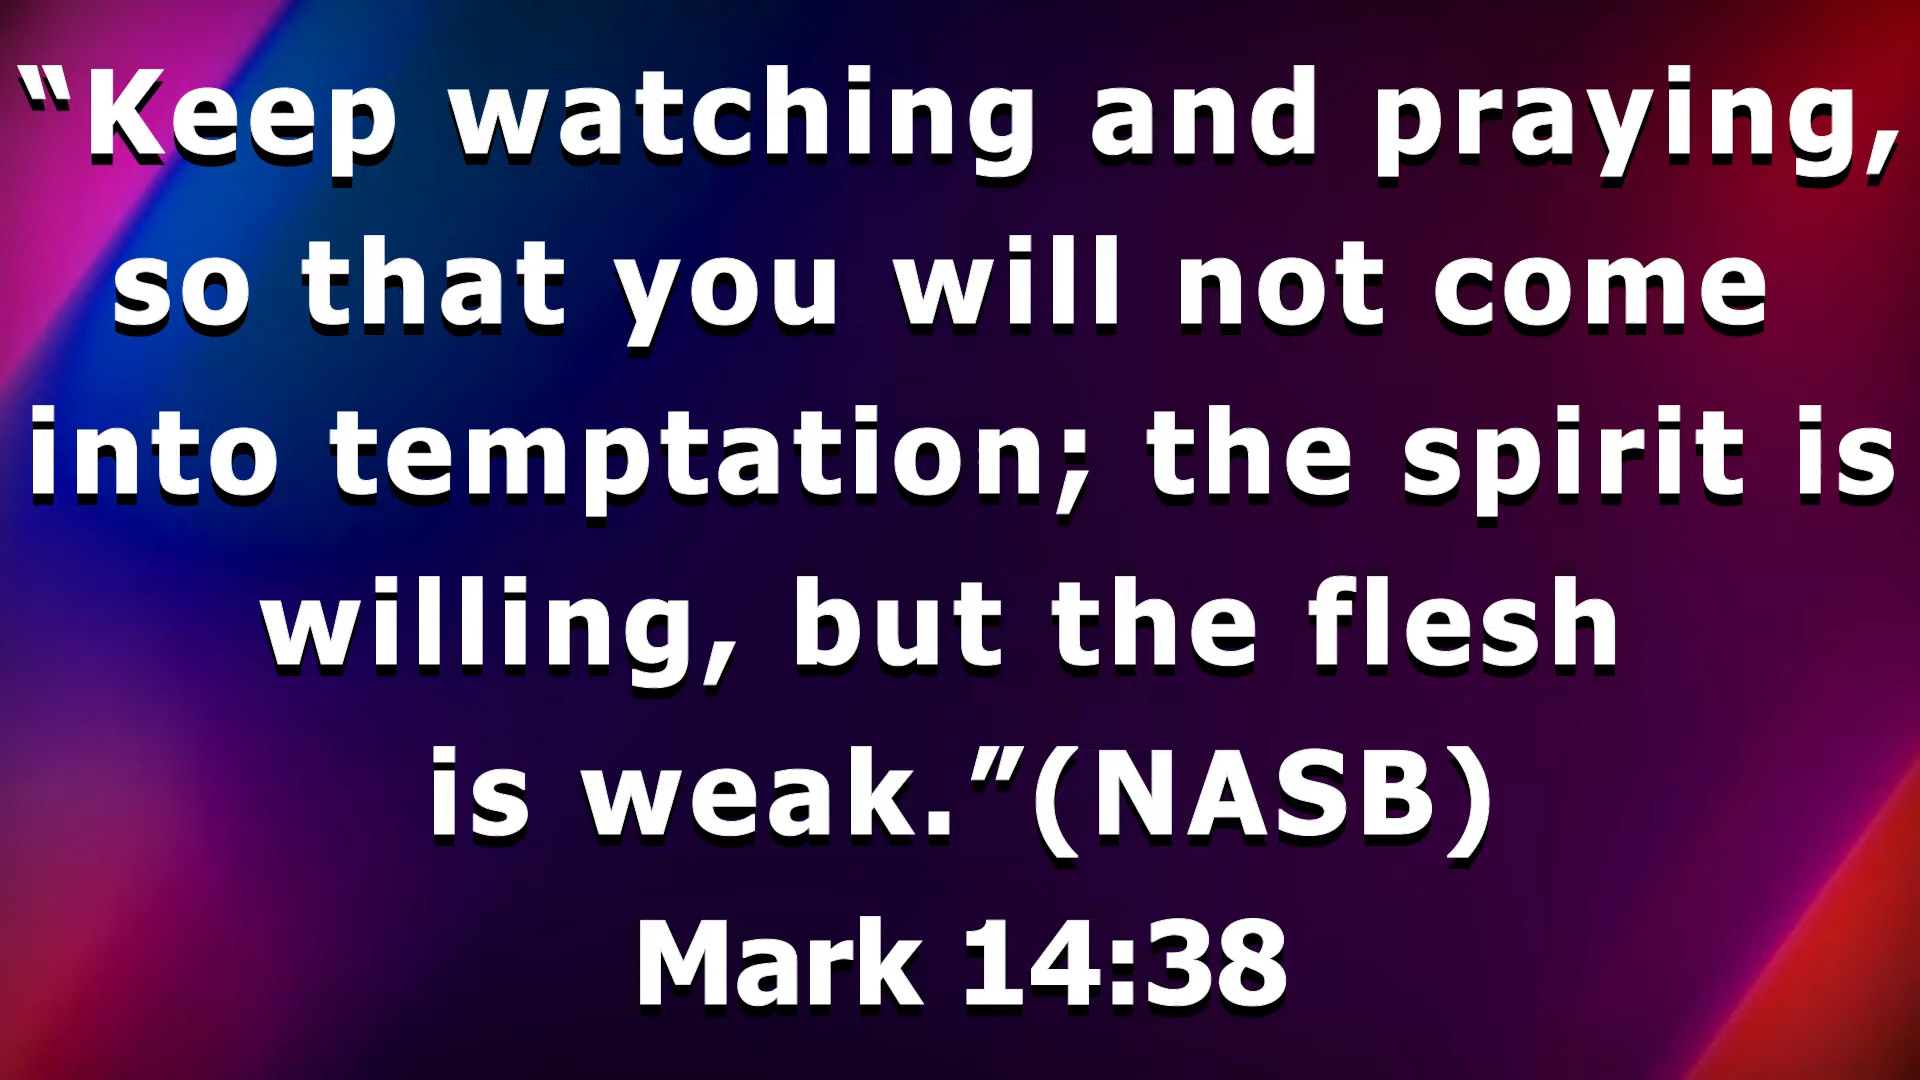 “Keep watching and praying,
so that you will not come
into temptation; the spirit is
willing, but the flesh
is weak.”(NASB)
Mark 14:38